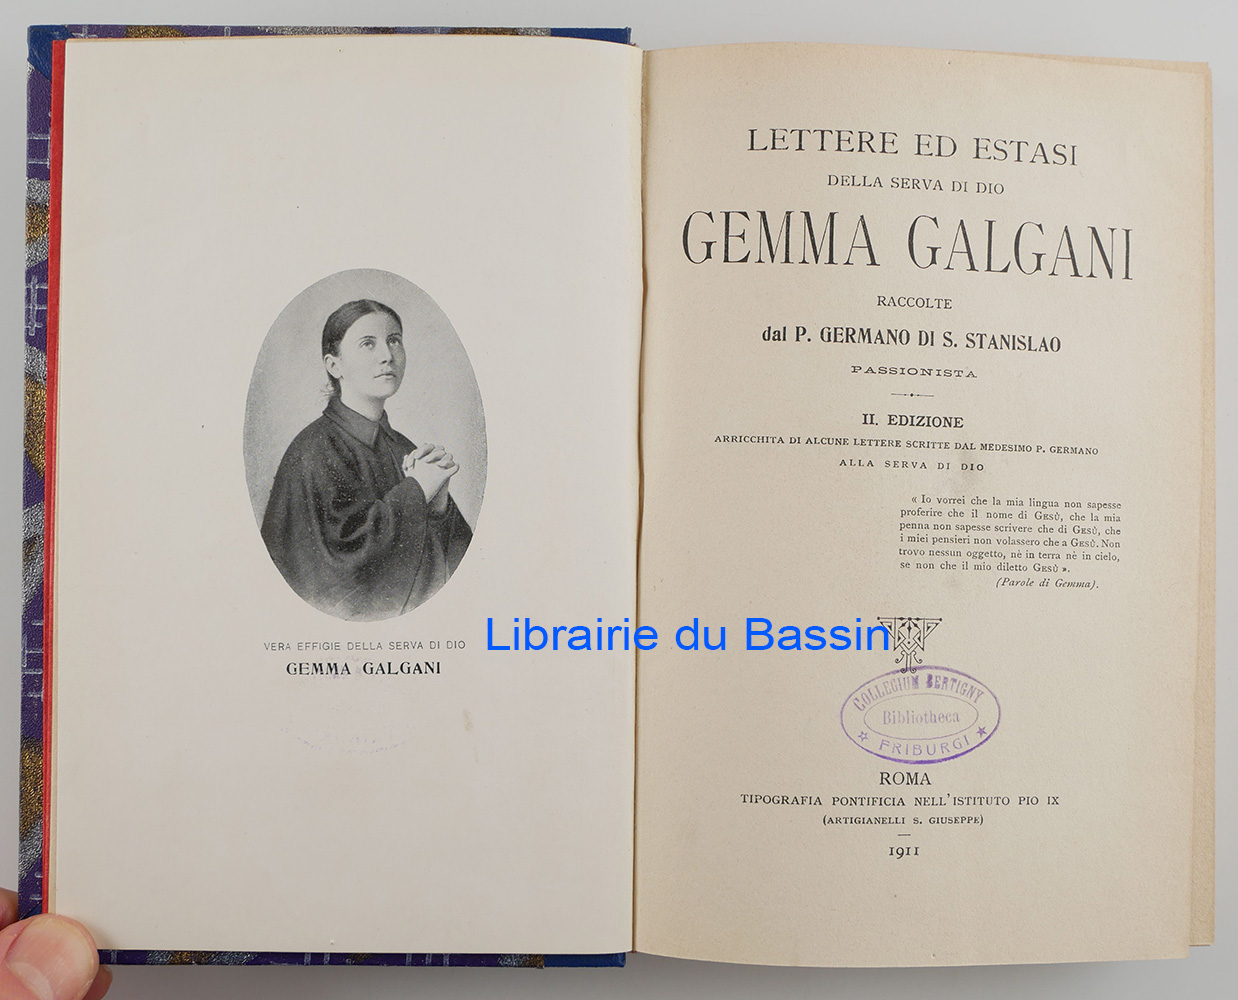 VERA EFFIGIE DELLA SERVA DI DIO
GEMMA GALGANI
LETTERE ED ESTASI
DELLA SERVA DI DIO
GEMMA GALGANI
RACCOLTE
dal P. GERMANO DI S. STANISLAO
PASSIONISTA
II. EDIZIONE
ARRICCHITA DI ALCUNE LETTERE SCRITTE DAL MEDESIMO P. GERMANO
ALLA SERVA DI DIO
« Io vorrei che la mia lingua non sapesse
proferire che il nome di GESÙ, che la mia
penna non sapesse scrivere che di GESÙ, che
i miei pensieri non volassero che a GESÙ. Non
trovo nessun oggetto, nè in terra nè in cielo,
se non che il mio diletto GESÙ ».
(Parole di Gemma).
Librairie du Bassin
COLLEGIUM BERTIGNY
Bibliotheca
FRIBURGI
ROMA
TIPOGRAFIA PONTIFICIA NELL'ISTITUTO PIO IX
(ARTIGIANELLI S. GIUSEPPE)
1911